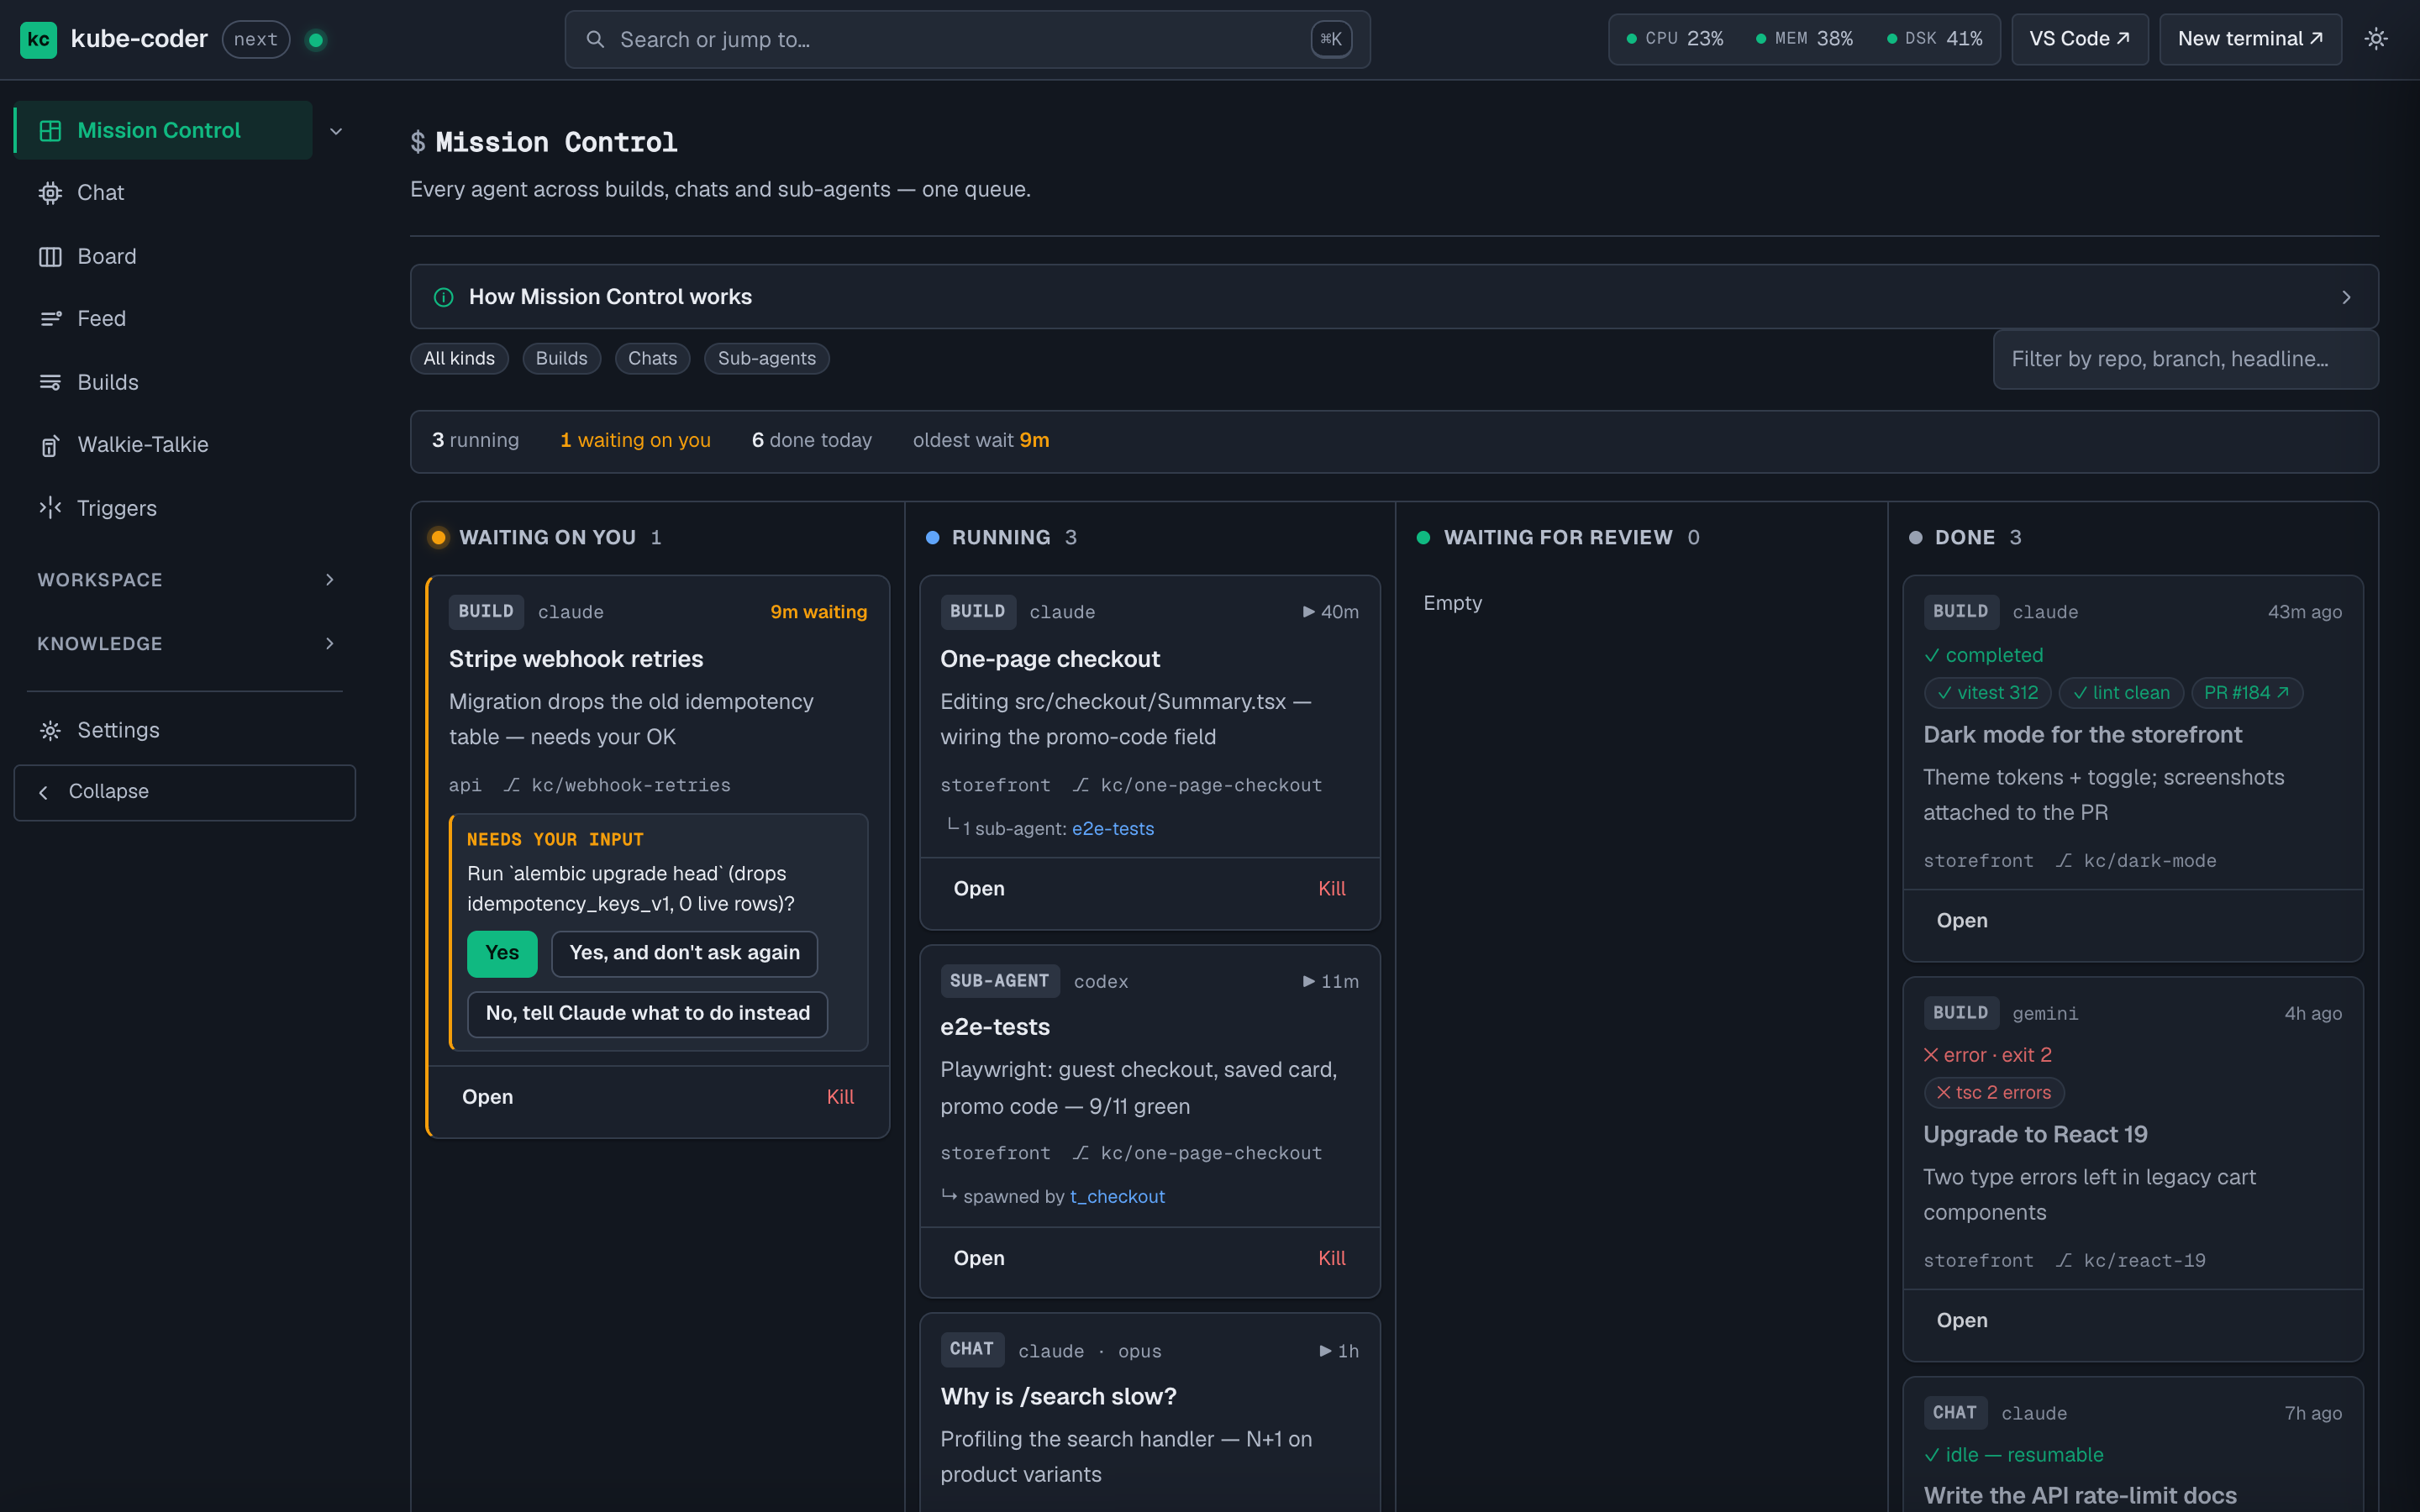 kc kube-coder next
Search or jump to... ⌘K
CPU 23% MEM 38% DSK 41%
VS Code ↗
New terminal ↗
Mission Control
Chat
Board
Feed
Builds
Walkie-Talkie
Triggers
WORKSPACE
KNOWLEDGE
Settings
Collapse
$ Mission Control
Every agent across builds, chats and sub-agents — one queue.
How Mission Control works
All kinds Builds Chats Sub-agents
Filter by repo, branch, headline...
3 running 1 waiting on you 6 done today oldest wait 9m
WAITING ON YOU 1
BUILD claude 9m waiting
Stripe webhook retries
Migration drops the old idempotency
table — needs your OK
api kc/webhook-retries
NEEDS YOUR INPUT
Run `alembic upgrade head` (drops
idempotency_keys_v1, 0 live rows)?
Yes Yes, and don't ask again
No, tell Claude what to do instead
Open Kill
RUNNING 3
BUILD claude ▶ 40m
One-page checkout
Editing src/checkout/Summary.tsx —
wiring the promo-code field
storefront kc/one-page-checkout
└ 1 sub-agent: e2e-tests
Open Kill
SUB-AGENT codex ▶ 11m
e2e-tests
Playwright: guest checkout, saved card,
promo code — 9/11 green
storefront kc/one-page-checkout
↳ spawned by t_checkout
Open Kill
CHAT claude · opus ▶ 1h
Why is /search slow?
Profiling the search handler — N+1 on
product variants
WAITING FOR REVIEW 0
Empty
DONE 3
BUILD claude 43m ago
✓ completed
✓ vitest 312 ✓ lint clean PR #184 ↗
Dark mode for the storefront
Theme tokens + toggle; screenshots
attached to the PR
storefront kc/dark-mode
Open
BUILD gemini 4h ago
✕ error · exit 2
✕ tsc 2 errors
Upgrade to React 19
Two type errors left in legacy cart
components
storefront kc/react-19
Open
CHAT claude 7h ago
✓ idle — resumable
Write the API rate-limit docs